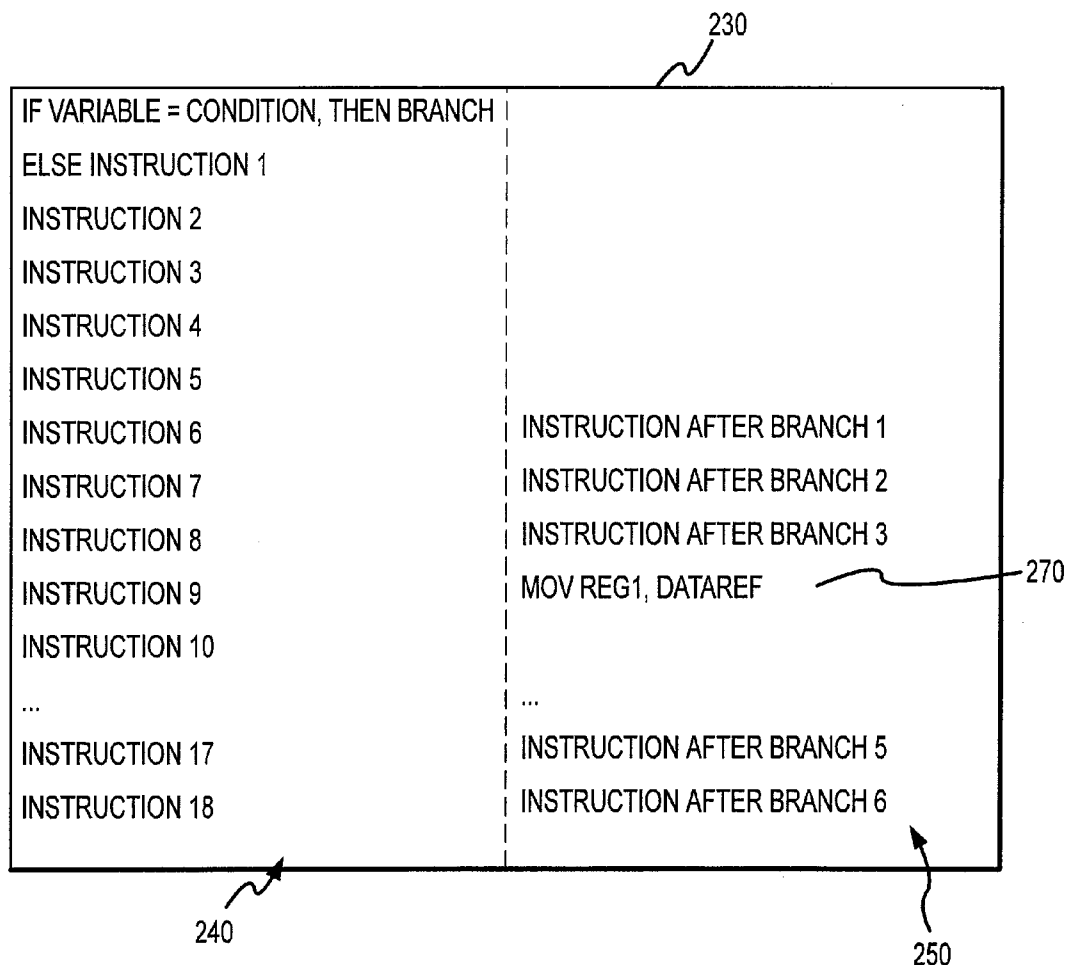 230
IF VARIABLE = CONDITION, THEN BRANCH
ELSE INSTRUCTION 1
INSTRUCTION 2
INSTRUCTION 3
INSTRUCTION 4
INSTRUCTION 5
INSTRUCTION 6
INSTRUCTION 7
INSTRUCTION 8
INSTRUCTION 9
INSTRUCTION 10
...
INSTRUCTION 17
INSTRUCTION 18
INSTRUCTION AFTER BRANCH 1
INSTRUCTION AFTER BRANCH 2
INSTRUCTION AFTER BRANCH 3
MOV REG1, DATAREF
270
...
INSTRUCTION AFTER BRANCH 5
INSTRUCTION AFTER BRANCH 6
240
250